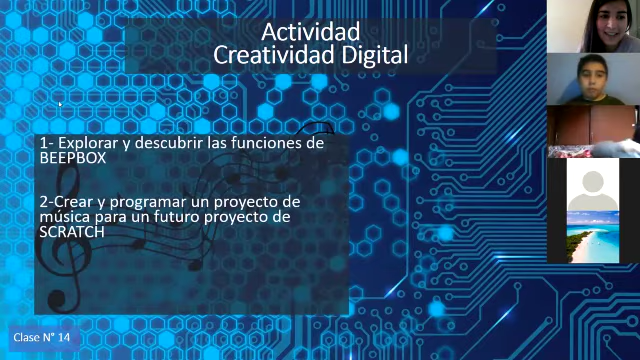 Actividad
Creatividad Digital
1- Explorar y descubrir las funciones de
BEEPBOX
2-Crear y programar un proyecto de
música para un futuro proyecto de
SCRATCH
Clase N° 14